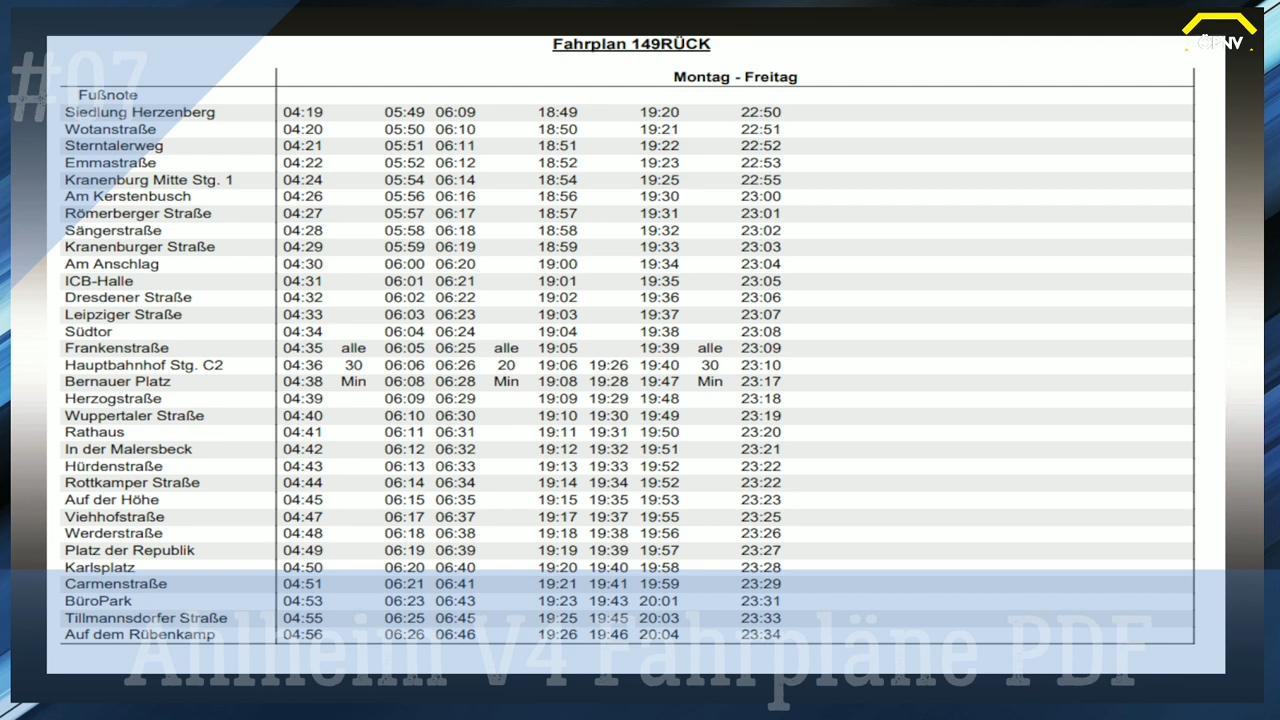 #07
ÖPNV
Fahrplan 149RÜCK
Montag - Freitag
Fußnote
Siedlung Herzenberg 04:19 05:49 06:09 18:49 19:20 22:50
Wotanstraße 04:20 05:50 06:10 18:50 19:21 22:51
Sterntalerweg 04:21 05:51 06:11 18:51 19:22 22:52
Emmastraße 04:22 05:52 06:12 18:52 19:23 22:53
Kranenburg Mitte Stg. 1 04:24 05:54 06:14 18:54 19:25 22:55
Am Kerstenbusch 04:26 05:56 06:16 18:56 19:30 23:00
Römerberger Straße 04:27 05:57 06:17 18:57 19:31 23:01
Sängerstraße 04:28 05:58 06:18 18:58 19:32 23:02
Kranenburger Straße 04:29 05:59 06:19 18:59 19:33 23:03
Am Anschlag 04:30 06:00 06:20 19:00 19:34 23:04
ICB-Halle 04:31 06:01 06:21 19:01 19:35 23:05
Dresdener Straße 04:32 06:02 06:22 19:02 19:36 23:06
Leipziger Straße 04:33 06:03 06:23 19:03 19:37 23:07
Südtor 04:34 06:04 06:24 19:04 19:38 23:08
Frankenstraße 04:35 alle 06:05 06:25 alle 19:05 19:39 alle 23:09
Hauptbahnhof Stg. C2 04:36 30 06:06 06:26 20 19:06 19:26 19:40 30 23:10
Bernauer Platz 04:38 Min 06:08 06:28 Min 19:08 19:28 19:47 Min 23:17
Herzogstraße 04:39 06:09 06:29 19:09 19:29 19:48 23:18
Wuppertaler Straße 04:40 06:10 06:30 19:10 19:30 19:49 23:19
Rathaus 04:41 06:11 06:31 19:11 19:31 19:50 23:20
In der Malersbeck 04:42 06:12 06:32 19:12 19:32 19:51 23:21
Hürdenstraße 04:43 06:13 06:33 19:13 19:33 19:52 23:22
Rottkamper Straße 04:44 06:14 06:34 19:14 19:34 19:52 23:22
Auf der Höhe 04:45 06:15 06:35 19:15 19:35 19:53 23:23
Viehhofstraße 04:47 06:17 06:37 19:17 19:37 19:55 23:25
Werderstraße 04:48 06:18 06:38 19:18 19:38 19:56 23:26
Platz der Republik 04:49 06:19 06:39 19:19 19:39 19:57 23:27
Karlsplatz 04:50 06:20 06:40 19:20 19:40 19:58 23:28
Carmenstraße 04:51 06:21 06:41 19:21 19:41 19:59 23:29
BüroPark 04:53 06:23 06:43 19:23 19:43 20:01 23:31
Tillmannsdorfer Straße 04:55 06:25 06:45 19:25 19:45 20:03 23:33
Auf dem Rübenkamp 04:56 06:26 06:46 19:26 19:46 20:04 23:34
Ahlheim V4 Fahrpläne PDF